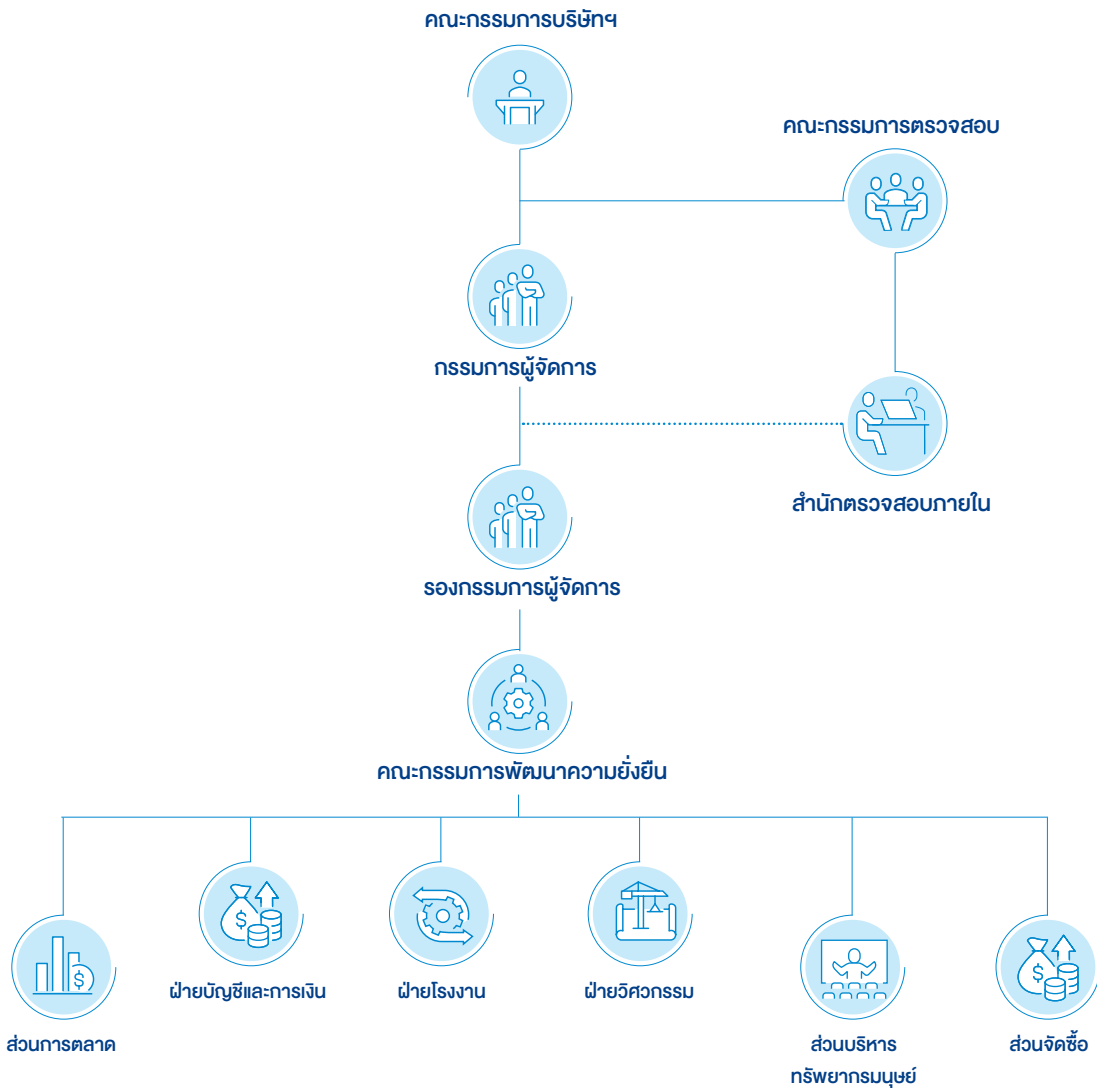 คณะกรรมการบริษัทฯ
คณะกรรมการตรวจสอบ
กรรมการผู้จัดการ
สำนักตรวจสอบภายใน
รองกรรมการผู้จัดการ
คณะกรรมการพัฒนาความยั่งยืน
ฝ่ายบัญชีและการเงิน
ฝ่ายโรงงาน
ฝ่ายวิศวกรรม
ส่วนการตลาด
ส่วนบริหาร
ทรัพยากรมนุษย์
ส่วนจัดซื้อ